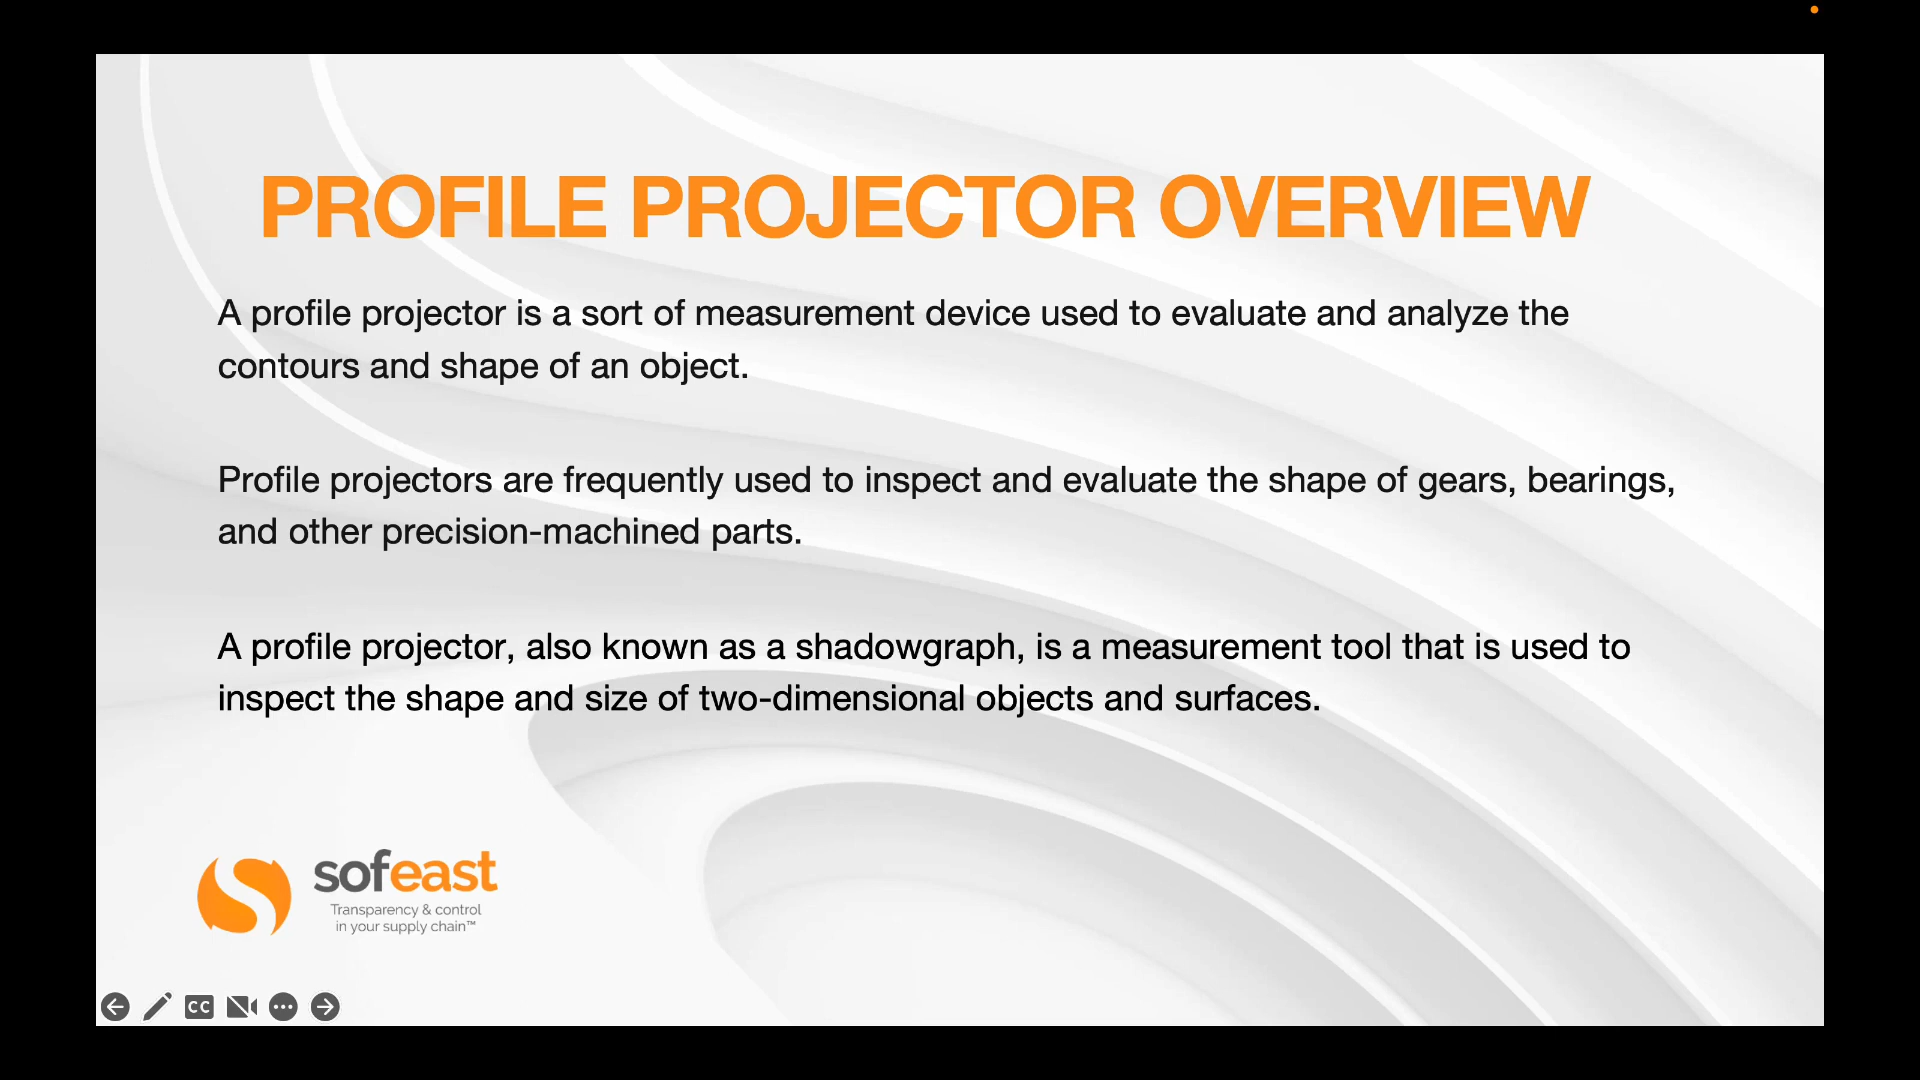 PROFILE PROJECTOR OVERVIEW
A profile projector is a sort of measurement device used to evaluate and analyze the
contours and shape of an object.
Profile projectors are frequently used to inspect and evaluate the shape of gears, bearings,
and other precision-machined parts.
A profile projector, also known as a shadowgraph, is a measurement tool that is used to
inspect the shape and size of two-dimensional objects and surfaces.
sofeast
Transparency & control
in your supply chain™
CC